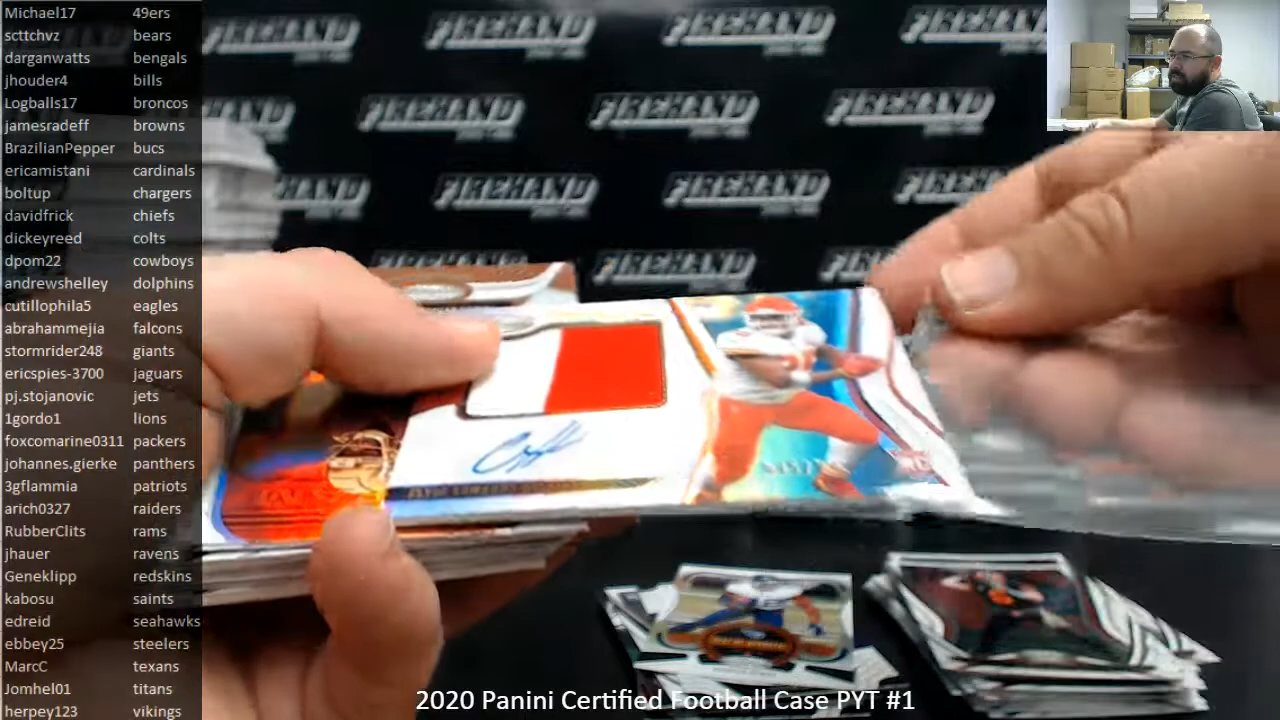 Michael17 49ers
scttchvz bears
darganwatts bengals
jhouder4 bills
Logballs17 broncos
jamesradeff browns
BrazilianPepper bucs
ericamistani cardinals
boltup chargers
davidfrick chiefs
dickeyreed colts
dpom22 cowboys
andrewshelley dolphins
cutillophila5 eagles
abrahammejia falcons
stormrider248 giants
ericspies-3700 jaguars
pj.stojanovic jets
1gordo1 lions
foxcomarine0311 packers
johannes.gierke panthers
3gflammia patriots
arich0327 raiders
RubberClits rams
jhauer ravens
Geneklipp redskins
kabosu saints
edreid seahawks
ebbey25 steelers
MarcC texans
Jomhel01 titans
herpey123 vikings
FIREHAND FIREHAND FIREHAND FIREHAND
FIREHAND FIREHAND FIREHAND
FIREHAND FIREHAND FIREHAND
FIREHAND
2020 Panini Certified Football Case PYT #1